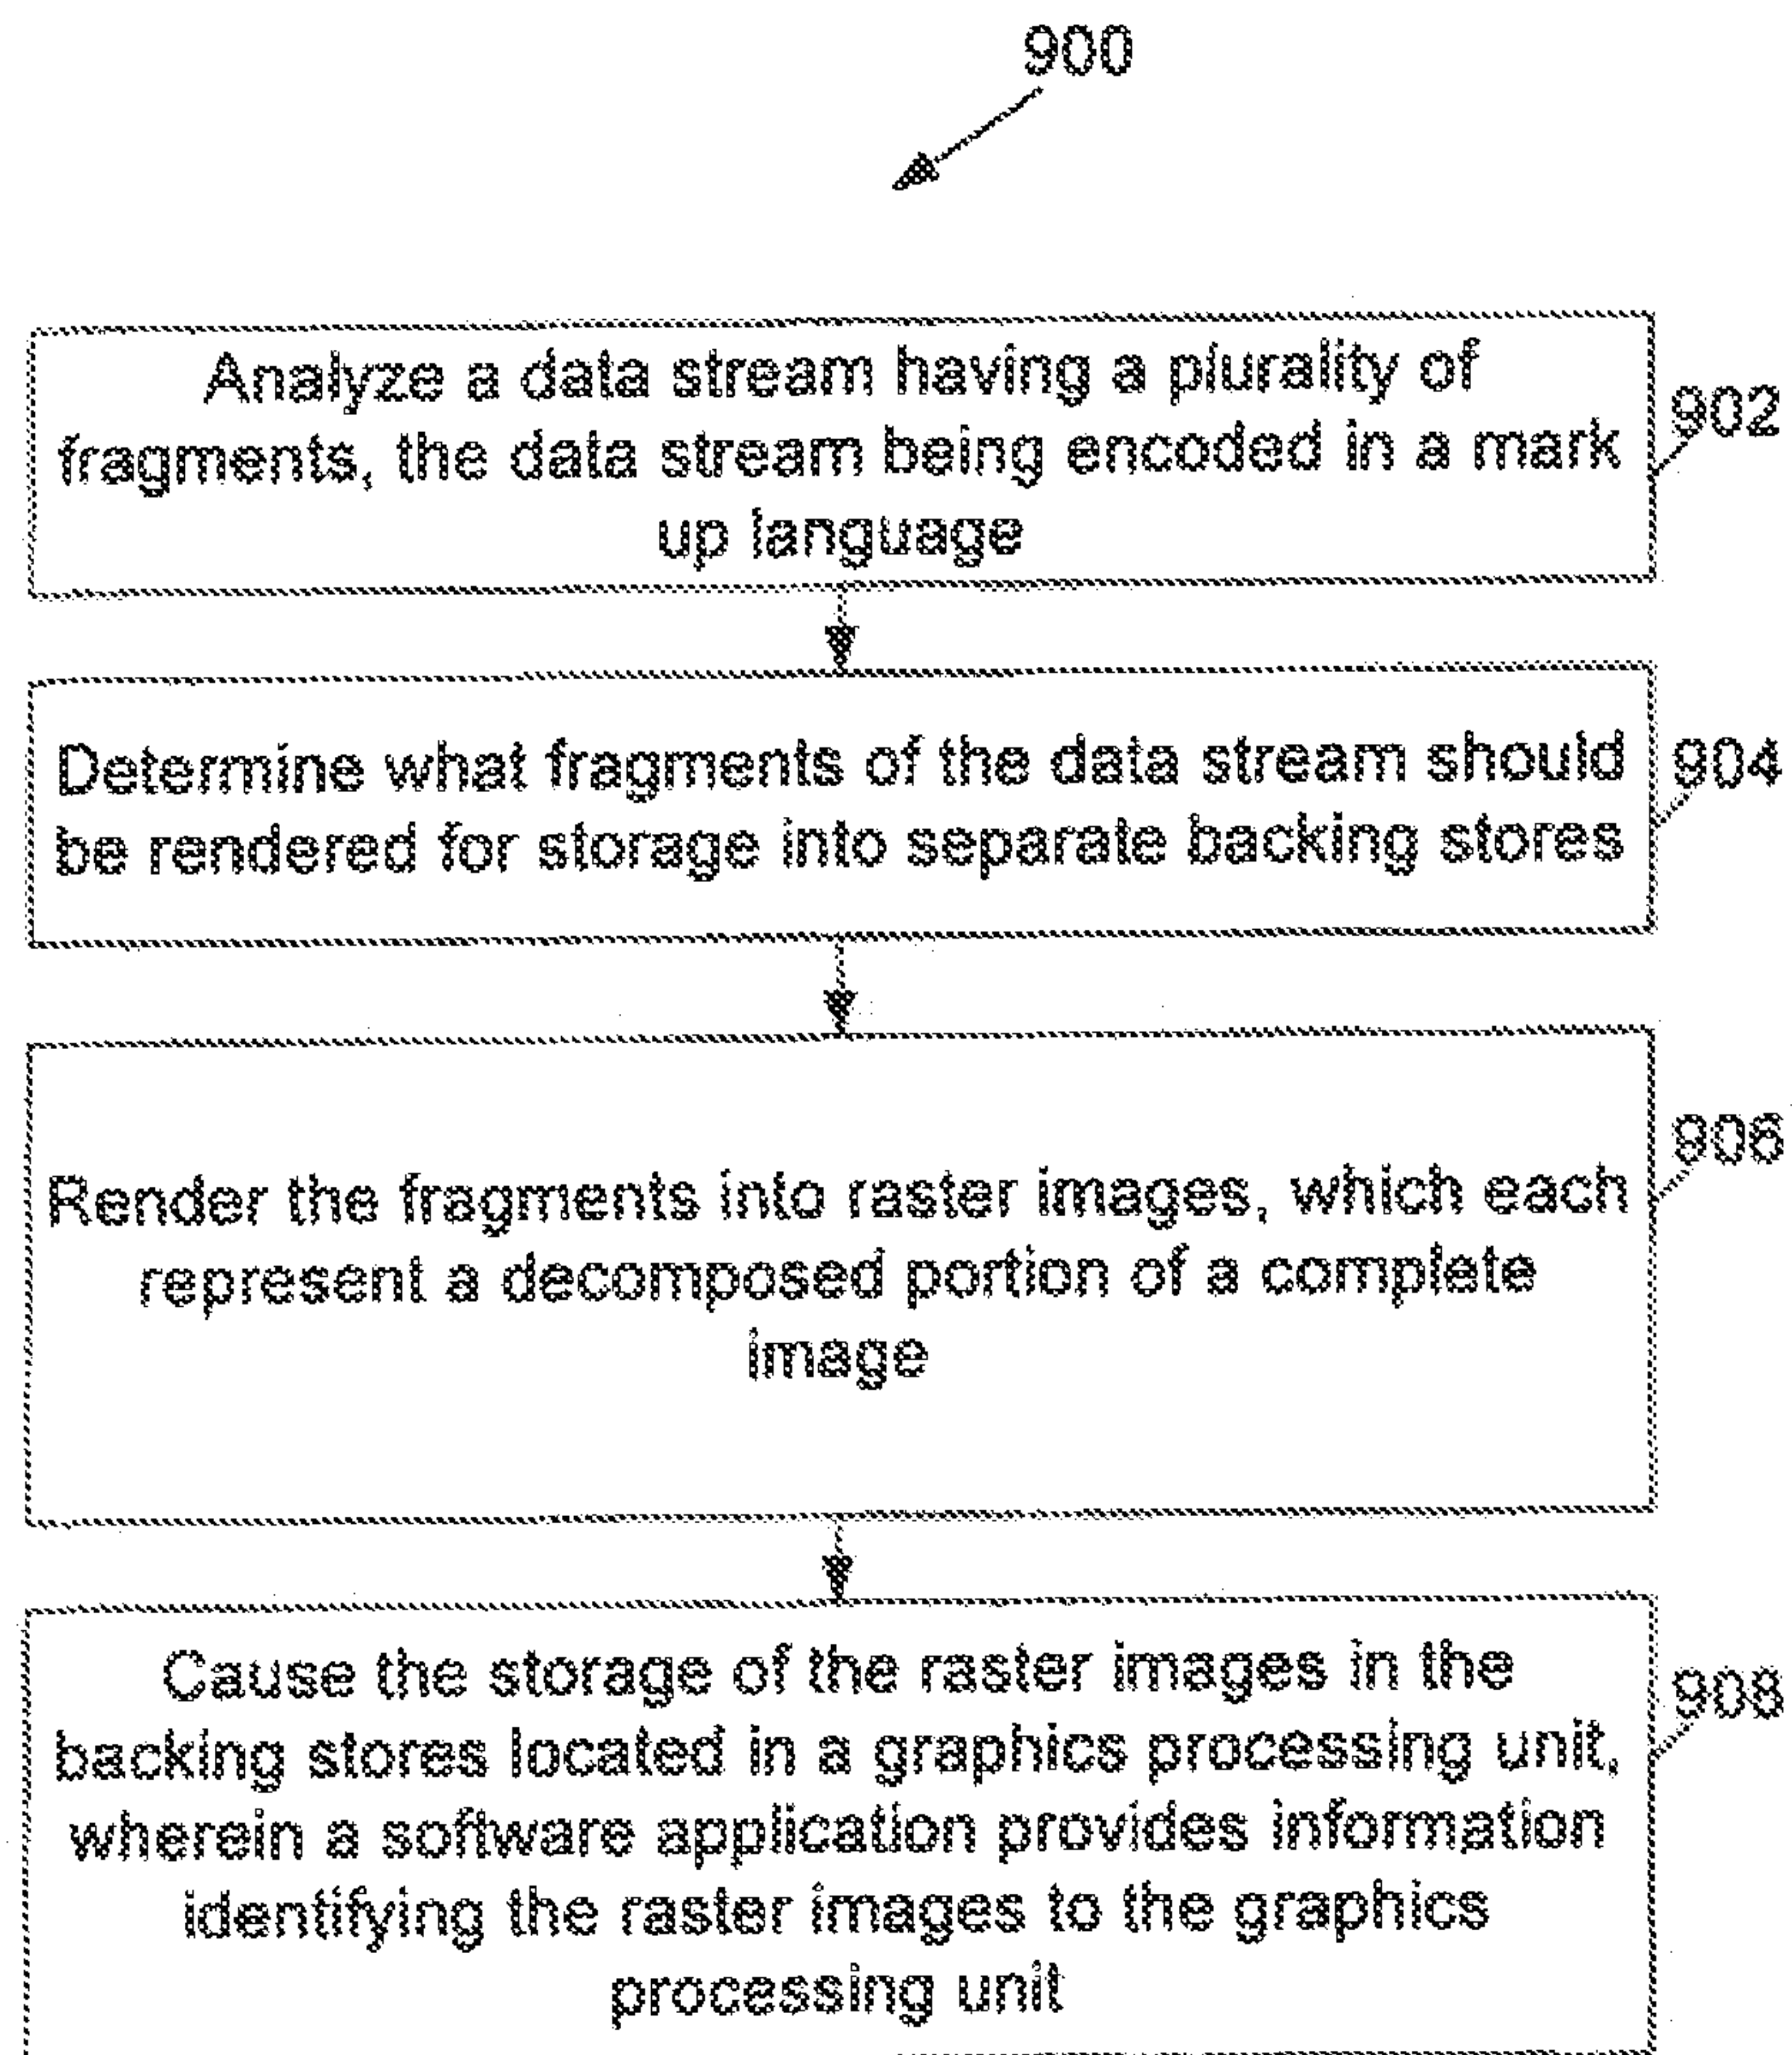 900
Analyze a data stream having a plurality of
fragments, the data stream being encoded in a mark
up language
902
Determine what fragments of the data stream should
be rendered for storage into separate backing stores
904
Render the fragments into raster images, which each
represent a decomposed portion of a complete
image
906
Cause the storage of the raster images in the
backing stores located in a graphics processing unit,
wherein a software application provides information
identifying the raster images to the graphics
processing unit
908